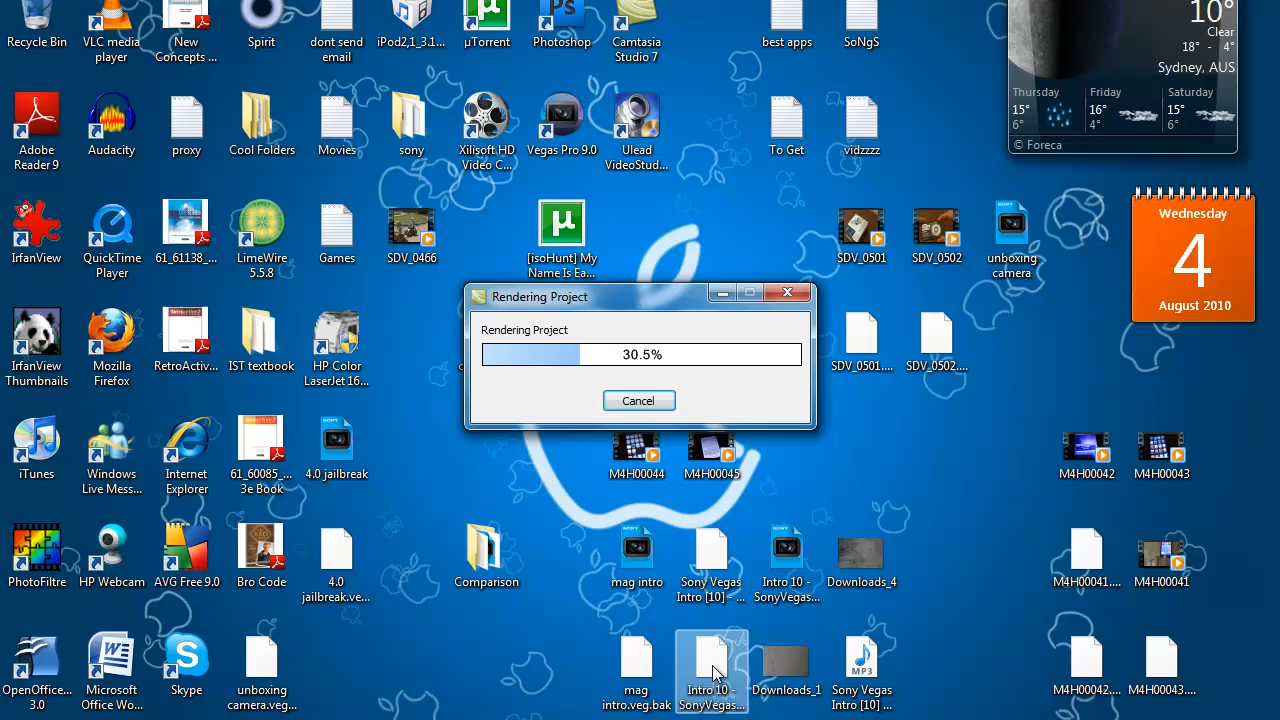 Recycle Bin
VLC media
player
New
Concepts ...
Spirit
dont send
email
iPod2,1_3.1...
µTorrent
Ps
Photoshop
Camtasia
Studio 7
best apps
SoNgS
10°
Clear
18° - 4°
Sydney, AUS
Thursday
15°
6°
Friday
16°
4°
Saturday
15°
6°
© Foreca
Adobe
Reader 9
Audacity
proxy
Cool Folders
Movies
sony
Xilisoft HD
Video C...
Vegas Pro 9.0
Ulead
VideoStud...
To Get
vidzzzz
Wednesday
4
August 2010
IrfanView
QuickTime
Player
61_61138_...
LimeWire
5.5.8
Games
SDV_0466
µ
[isoHunt] My
Name Is Ea...
SDV_0501
SDV_0502
SONY
unboxing
camera
Rendering Project
Rendering Project
30.5%
Cancel
IrfanView
Thumbnails
Mozilla
Firefox
RetroActiv...
IST textbook
HP Color
LaserJet 16...
SDV_0501....
SDV_0502....
iTunes
Windows
Live Mess...
Internet
Explorer
61_60085_...
3e Book
SONY
4.0 jailbreak
M4H00044
M4H00045
M4H00042
M4H00043
PhotoFiltre
HP Webcam
AVG Free 9.0
Bro Code
4.0
jailbreak.ve...
Comparison
SONY
mag intro
Sony Vegas
Intro [10] - ...
SONY
Intro 10 -
SonyVegas...
Downloads_4
M4H00041....
M4H00041
OpenOffice...
3.0
Microsoft
Office Wo...
Skype
unboxing
camera.veg...
mag
intro.veg.bak
Intro 10 -
SonyVegas...
Downloads_1
MP3
Sony Vegas
Intro [10] ...
M4H00042....
M4H00043....